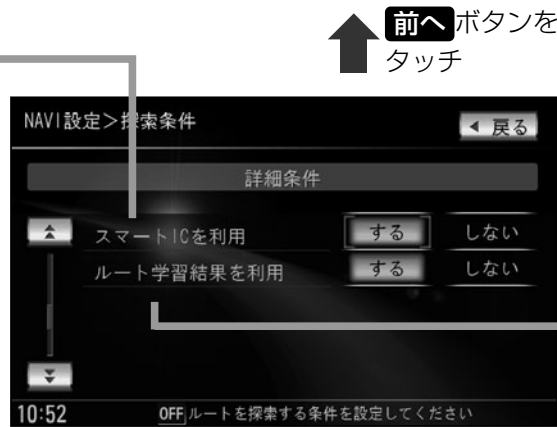 前へボタンを
タッチ
NAVI設定＞探索条件
◀ 戻る
詳細条件
スマートICを利用 する しない
ルート学習結果を利用 する しない
10:52 OFF ルートを探索する条件を設定してください